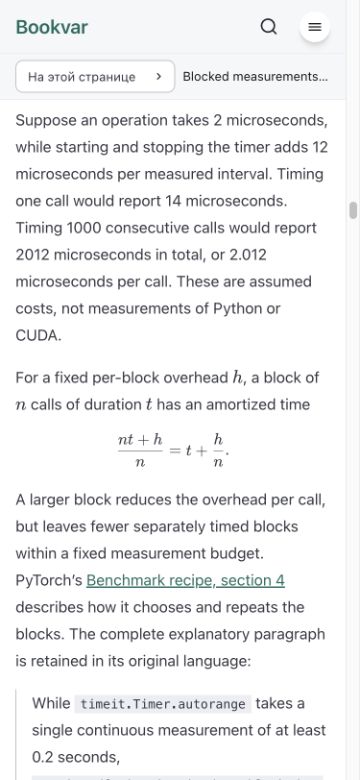 Bookvar
На этой странице
Blocked measurements...
Suppose an operation takes 2 microseconds,
while starting and stopping the timer adds 12
microseconds per measured interval. Timing
one call would report 14 microseconds.
Timing 1000 consecutive calls would report
2012 microseconds in total, or 2.012
microseconds per call. These are assumed
costs, not measurements of Python or
CUDA.
For a fixed per-block overhead h, a block of
n calls of duration t has an amortized time
(nt + h)/n = t + h/n.
A larger block reduces the overhead per call,
but leaves fewer separately timed blocks
within a fixed measurement budget.
PyTorch’s Benchmark recipe, section 4
describes how it chooses and repeats the
blocks. The complete explanatory paragraph
is retained in its original language:
While timeit.Timer.autorange takes a
single continuous measurement of at least
0.2 seconds,